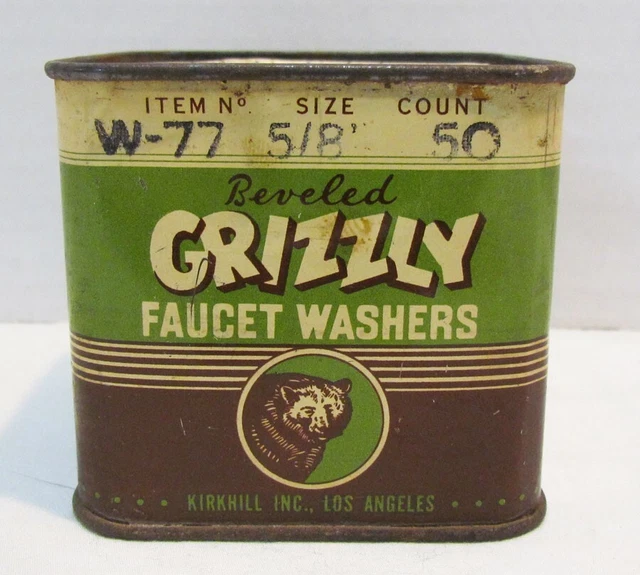 ITEM Nº SIZE COUNT
W-77 5/8' 50
Beveled
GRIZZLY
FAUCET WASHERS
KIRKHILL INC., LOS ANGELES